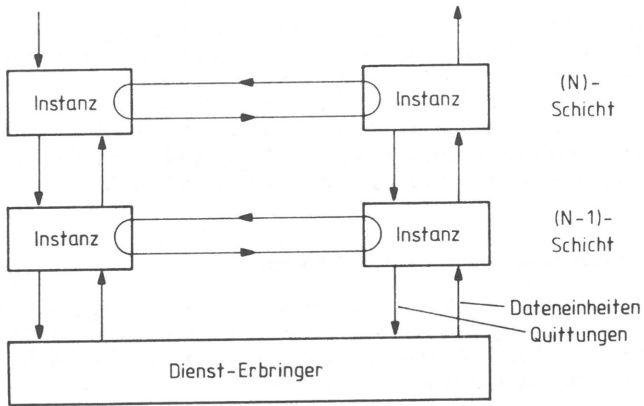 Instanz
Instanz
(N)-
Schicht
Instanz
Instanz
(N-1)-
Schicht
Dateneinheiten
Quittungen
Dienst-Erbringer